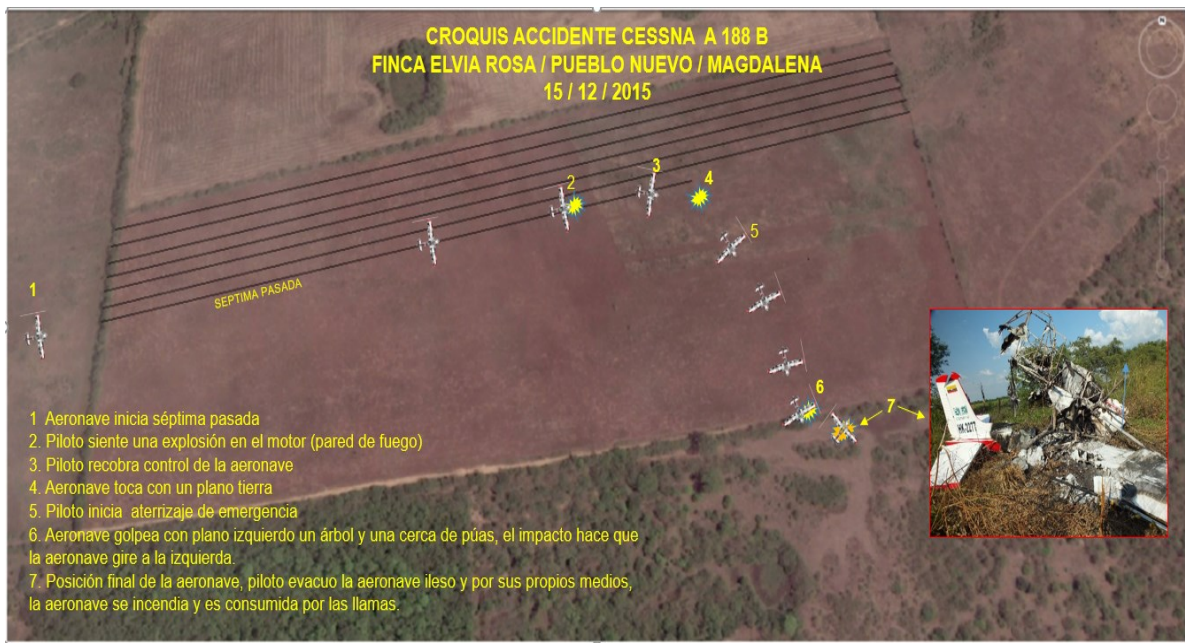 CROQUIS ACCIDENTE CESSNA A 188 B
FINCA ELVIA ROSA / PUEBLO NUEVO / MAGDALENA
15 / 12 / 2015
3
2
4
5
1
SEPTIMA PASADA
6
7
HK-2277
1 Aeronave inicia séptima pasada
2. Piloto siente una explosión en el motor (pared de fuego)
3. Piloto recobra control de la aeronave
4. Aeronave toca con un plano tierra
5. Piloto inicia aterrizaje de emergencia
6. Aeronave golpea con plano izquierdo un árbol y una cerca de púas, el impacto hace que
la aeronave gire a la izquierda.
7. Posición final de la aeronave, piloto evacuo la aeronave ileso y por sus propios medios,
la aeronave se incendia y es consumida por las llamas.